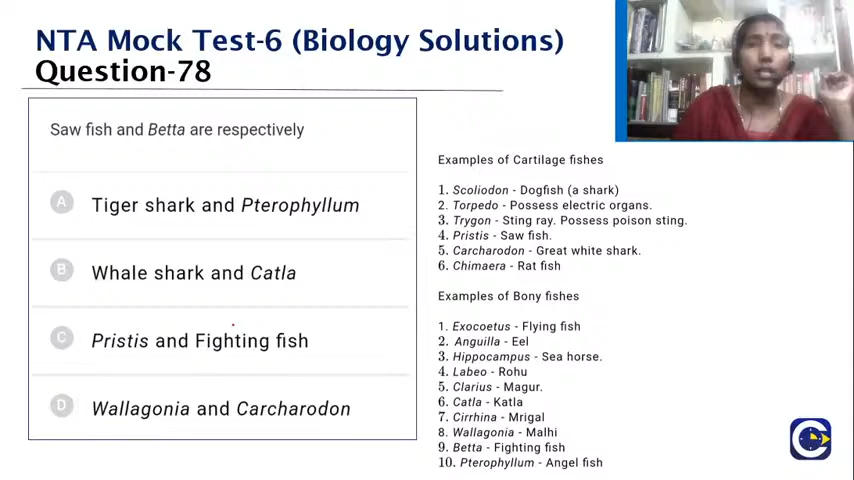 NTA Mock Test-6 (Biology Solutions)
Question-78
Saw fish and Betta are respectively
A Tiger shark and Pterophyllum
B Whale shark and Catla
C Pristis and Fighting fish
D Wallagonia and Carcharodon
Examples of Cartilage fishes
1. Scoliodon - Dogfish (a shark)
2. Torpedo - Possess electric organs.
3. Trygon - Sting ray. Possess poison sting.
4. Pristis - Saw fish.
5. Carcharodon - Great white shark.
6. Chimaera - Rat fish
Examples of Bony fishes
1. Exocoetus - Flying fish
2. Anguilla - Eel
3. Hippocampus - Sea horse.
4. Labeo - Rohu
5. Clarius - Magur.
6. Catla - Katla
7. Cirrhina - Mrigal
8. Wallagonia - Malhi
9. Betta - Fighting fish
10. Pterophyllum - Angel fish